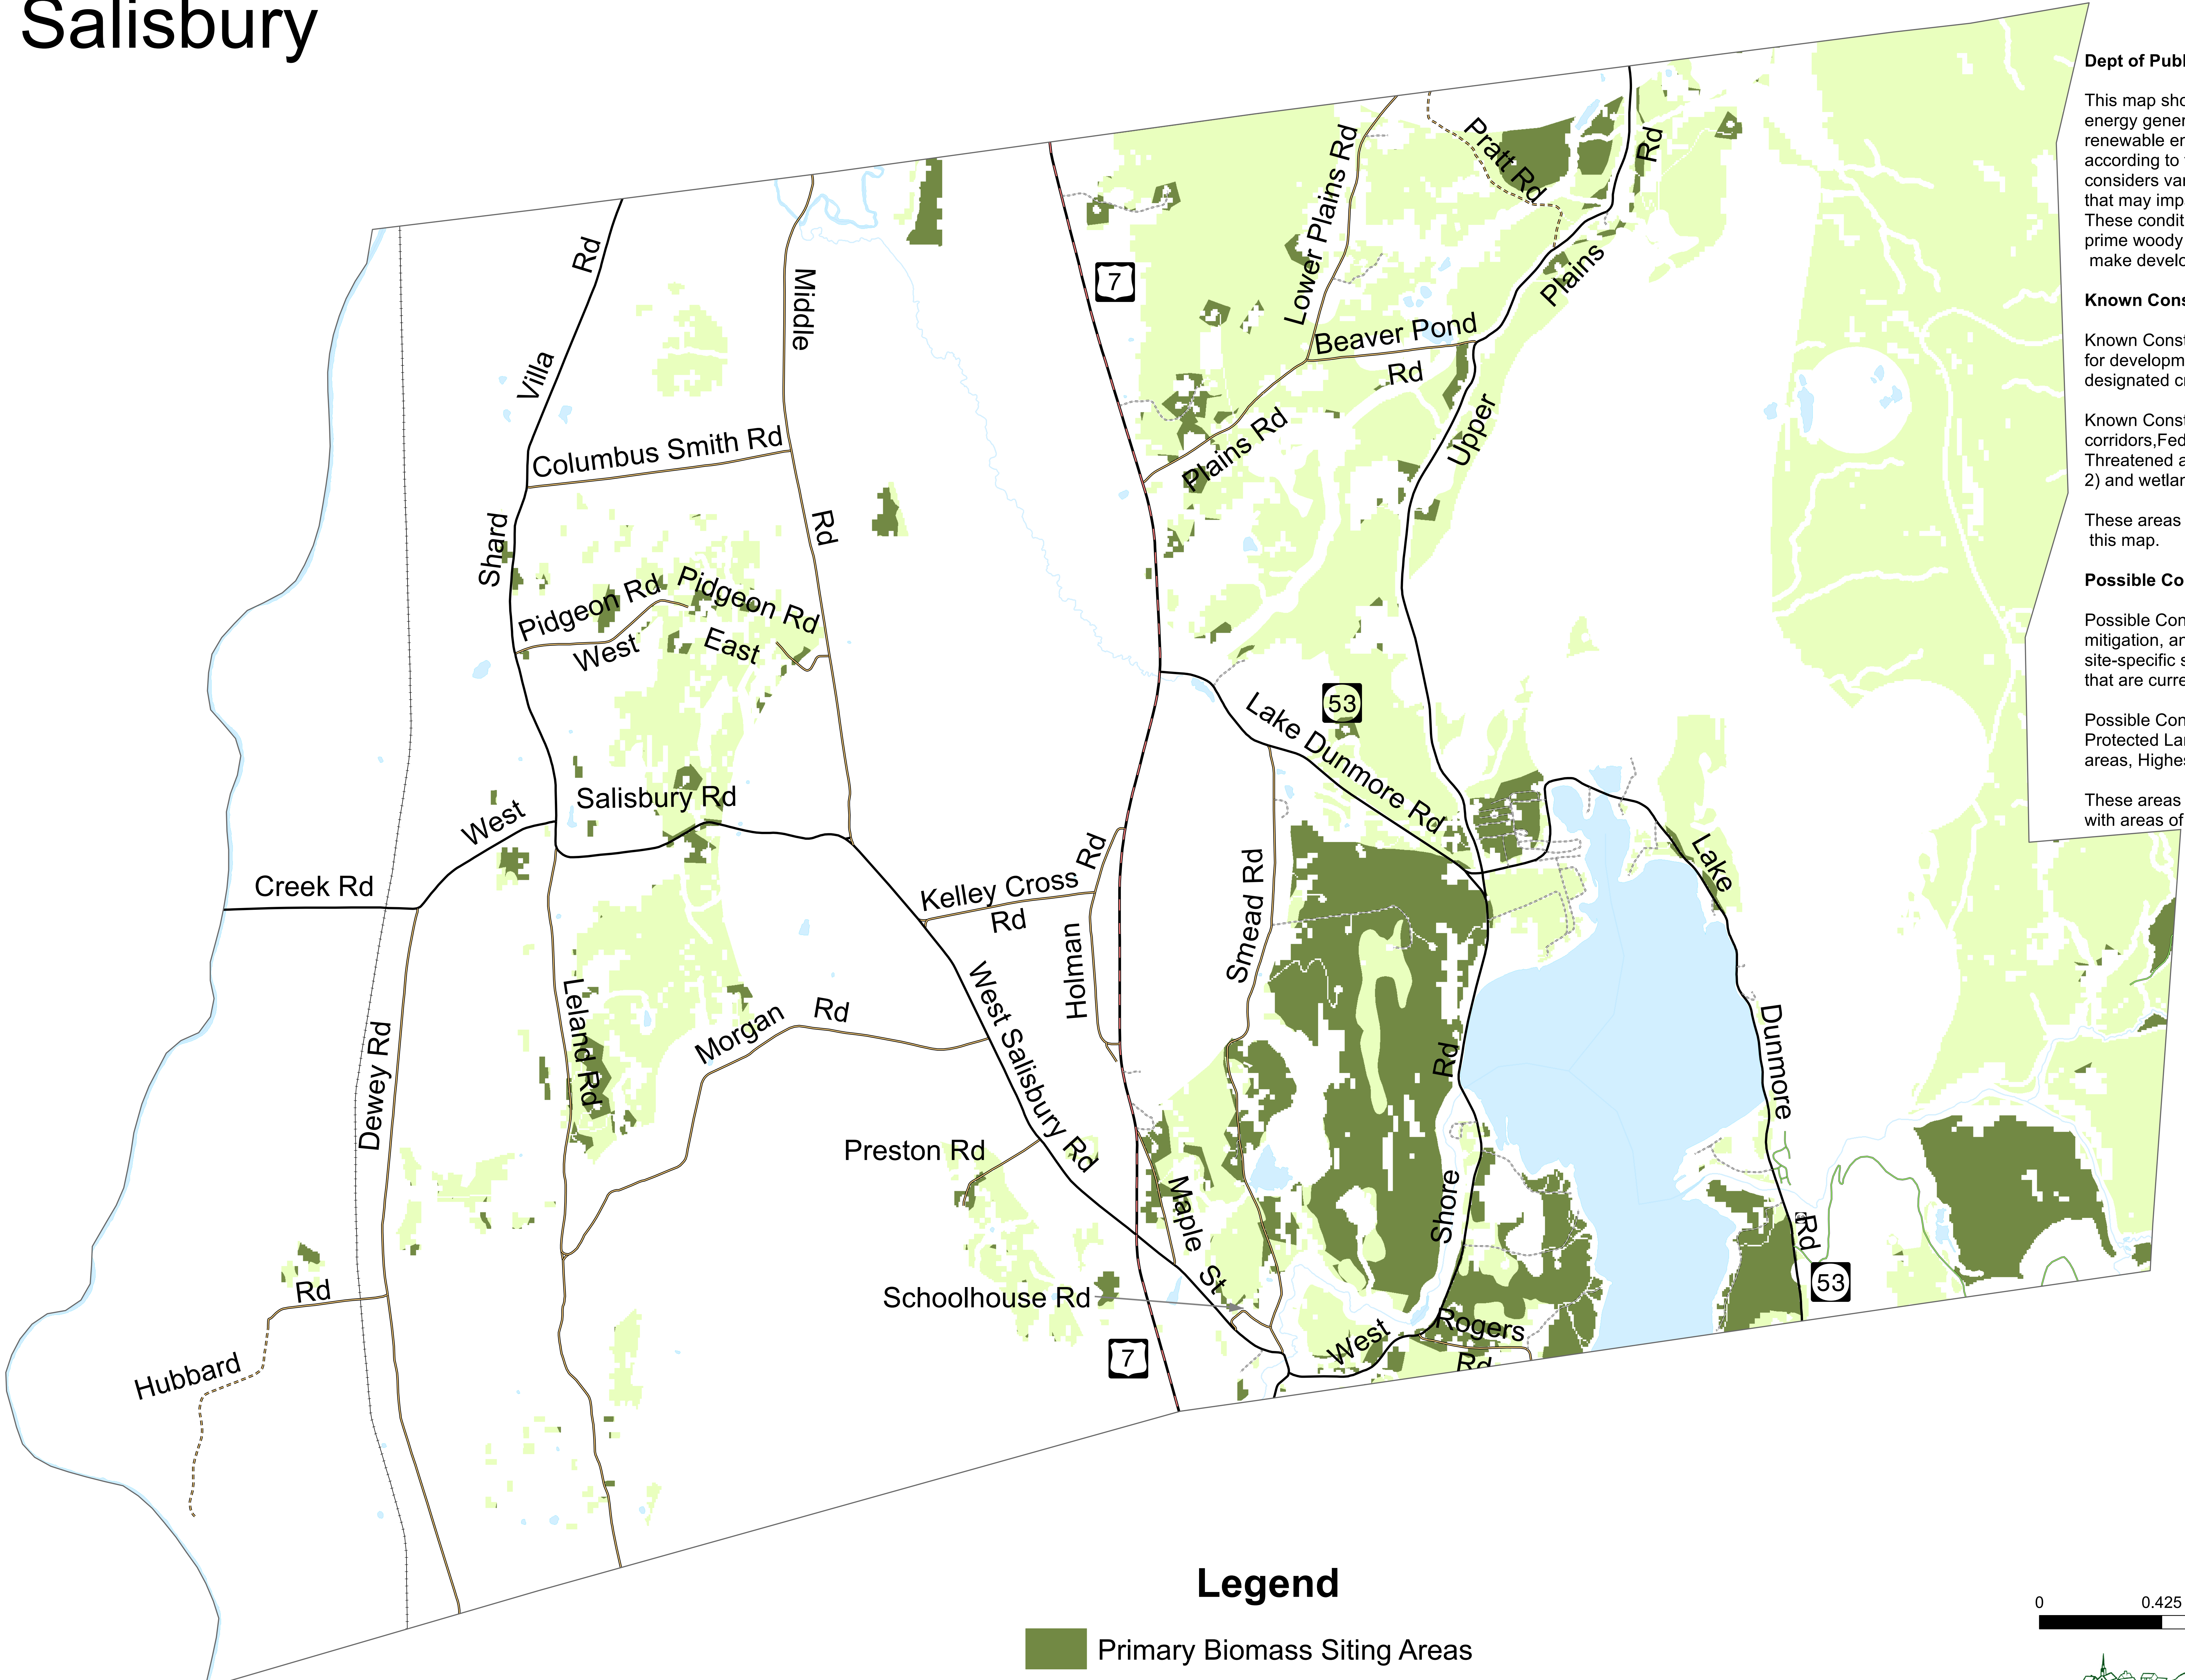 Salisbury
Dept of Publ
This map sho
energy gener
renewable en
according to
considers var
that may imp
These condit
prime woody
make develo
Known Cons
Known Const
for developm
designated cr
Known Const
corridors,Fed
Threatened a
2) and wetlan
These areas
this map.
Possible Co
Possible Con
mitigation, an
site-specific s
that are curre
Possible Con
Protected Lan
areas, Highes
These areas
with areas of
Villa Rd
Middle
Rd
7
Lower Plains Rd
Pratt Rd
Rd
Plains
Upper
Beaver Pond
Rd
Plains Rd
Columbus Smith Rd
Shard
Pidgeon Rd
West
Pidgeon Rd
East
53
Lake Dunmore Rd
Salisbury Rd
West
Creek Rd
Kelley Cross
Rd
Rd
Holman
Smead Rd
Lake
Dunmore
Rd
53
Leland Rd
Morgan Rd
West Salisbury Rd
Dewey Rd
Rd
Shore
Preston Rd
Maple
St
Schoolhouse Rd
Rd
Hubbard
7
West
Rogers
Rd
Legend
Primary Biomass Siting Areas
0 0.425